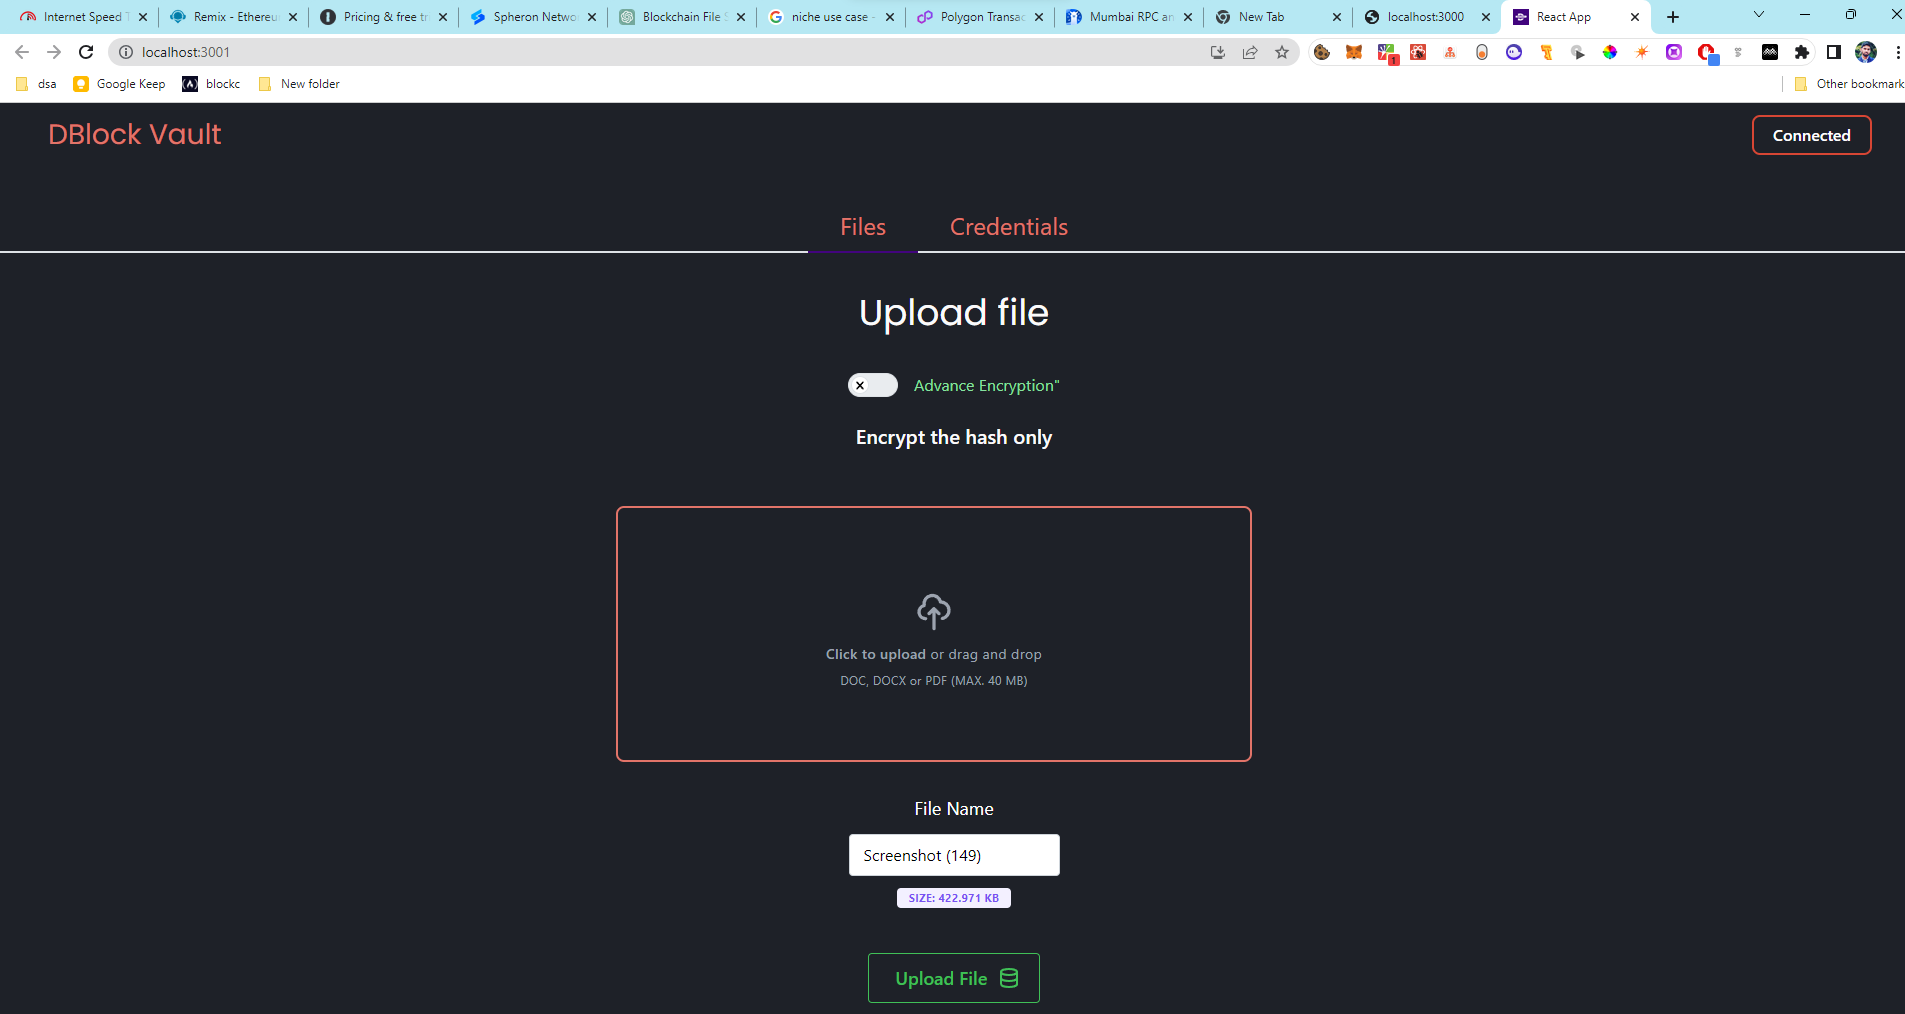 Internet Speed T
Remix - Ethereu
Pricing & free tr
Spheron Netwo
Blockchain File S
niche use case -
Polygon Transac
Mumbai RPC an
New Tab
localhost:3000
React App
localhost:3001
1
dsa
Google Keep
blockc
New folder
Other bookmark
DBlock Vault
Connected
Files
Credentials
Upload file
Advance Encryption"
Encrypt the hash only
Click to upload or drag and drop
DOC, DOCX or PDF (MAX. 40 MB)
File Name
Screenshot (149)
SIZE: 422.971 KB
Upload File